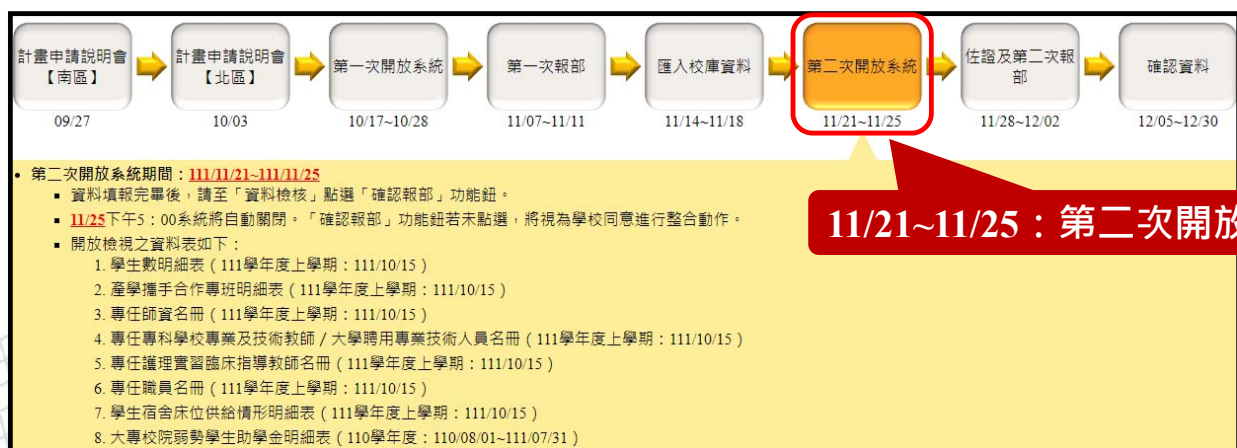 計畫申請說明會
【南區】
計畫申請說明會
【北區】
第一次開放系統
第一次報部
匯入校庫資料
第二次開放系統
佐證及第二次報
部
確認資料
09/27
10/03
10/17~10/28
11/07~11/11
11/14~11/18
11/21~11/25
11/28~12/02
12/05~12/30
• 第二次開放系統期間：111/11/21~111/11/25
▪ 資料填報完畢後，請至「資料檢核」點選「確認報部」功能鈕。
▪ 11/25下午5：00系統將自動關閉。「確認報部」功能鈕若未點選，將視為學校同意進行整合動作。
▪ 開放檢視之資料表如下：
11/21~11/25：第二次開放
1. 學生數明細表（111學年度上學期：111/10/15）
2. 產學攜手合作專班明細表（111學年度上學期：111/10/15）
3. 專任師資名冊（111學年度上學期：111/10/15）
4. 專任專科學校專業及技術教師／大學聘用專業技術人員名冊（111學年度上學期：111/10/15）
5. 專任護理實習臨床指導教師名冊（111學年度上學期：111/10/15）
6. 專任職員名冊（111學年度上學期：111/10/15）
7. 學生宿舍床位供給情形明細表（111學年度上學期：111/10/15）
8. 大專校院弱勢學生助學金明細表（110學年度：110/08/01~111/07/31）